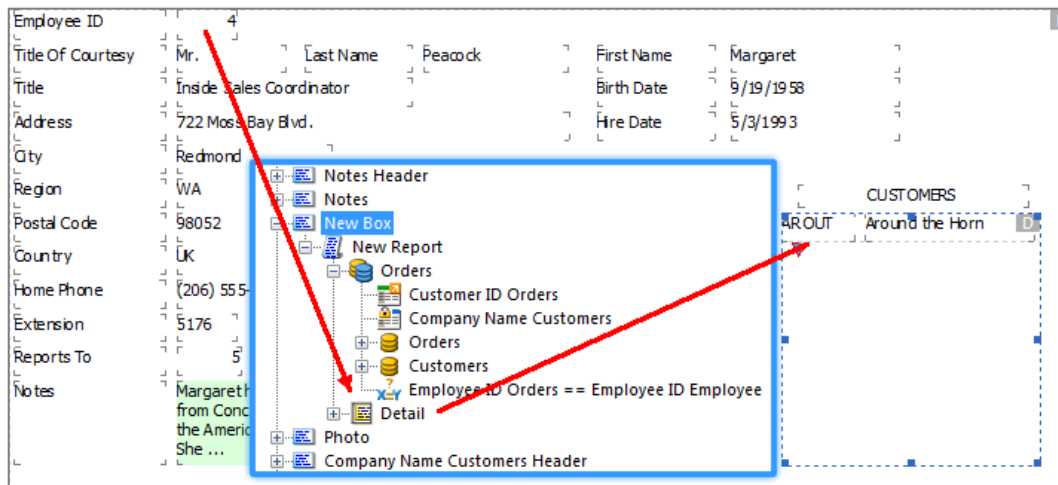 Employee ID 4
Title Of Courtesy Mr. Last Name Peacock First Name Margaret
Title Inside Sales Coordinator Birth Date 9/19/1958
Address 722 Moss Bay Blvd. Hire Date 5/3/1993
City Redmond
Region WA
Postal Code 98052
Country UK
Home Phone (206) 555-
Extension 5176
Reports To 5
Notes Margaret h
from Conc
the Americ
She ...
Notes Header
Notes
New Box
New Report
Orders
Customer ID Orders
Company Name Customers
Orders
Customers
Employee ID Orders == Employee ID Employee
Detail
Photo
Company Name Customers Header
CUSTOMERS
AROUT Around the Horn D